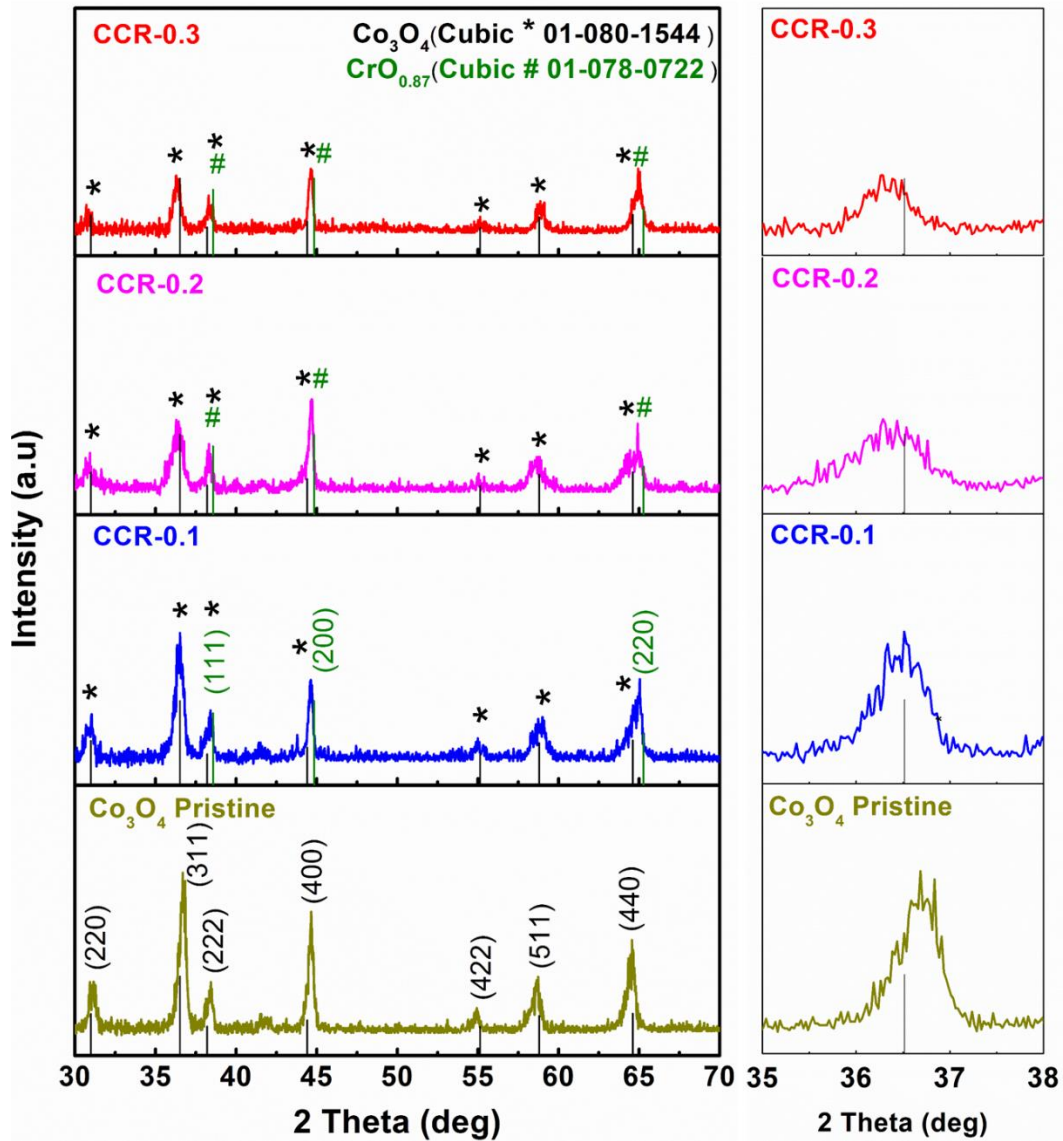 CCR-0.3
Co₃O₄(Cubic * 01-080-1544 )
CrO₀.₈₇(Cubic # 01-078-0722 )
* * * # * # * * * #
CCR-0.2
* * * # * # * * * #
CCR-0.1
* * * (111) * (200) * * * (220)
Co₃O₄ Pristine
(220) (311) (222) (400) (422) (511) (440)
30 35 40 45 50 55 60 65 70
2 Theta (deg)
Intensity (a.u)
CCR-0.3
CCR-0.2
CCR-0.1
*
Co₃O₄ Pristine
35 36 37 38
2 Theta (deg)